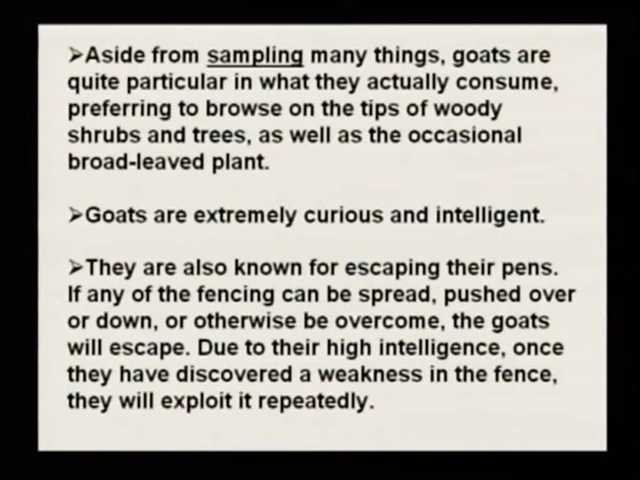 ➢Aside from sampling many things, goats are
quite particular in what they actually consume,
preferring to browse on the tips of woody
shrubs and trees, as well as the occasional
broad-leaved plant.
➢Goats are extremely curious and intelligent.
➢They are also known for escaping their pens.
If any of the fencing can be spread, pushed over
or down, or otherwise be overcome, the goats
will escape. Due to their high intelligence, once
they have discovered a weakness in the fence,
they will exploit it repeatedly.